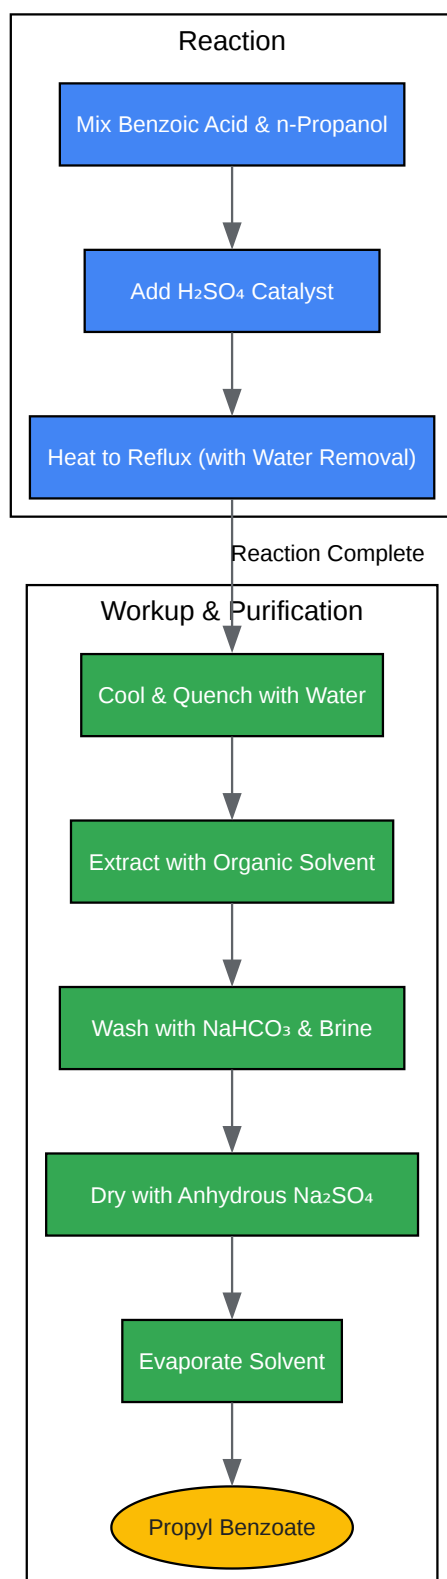 Reaction
Mix Benzoic Acid & n-Propanol
Add H₂SO₄ Catalyst
Heat to Reflux (with Water Removal)
Reaction Complete
Workup & Purification
Cool & Quench with Water
Extract with Organic Solvent
Wash with NaHCO₃ & Brine
Dry with Anhydrous Na₂SO₄
Evaporate Solvent
Propyl Benzoate